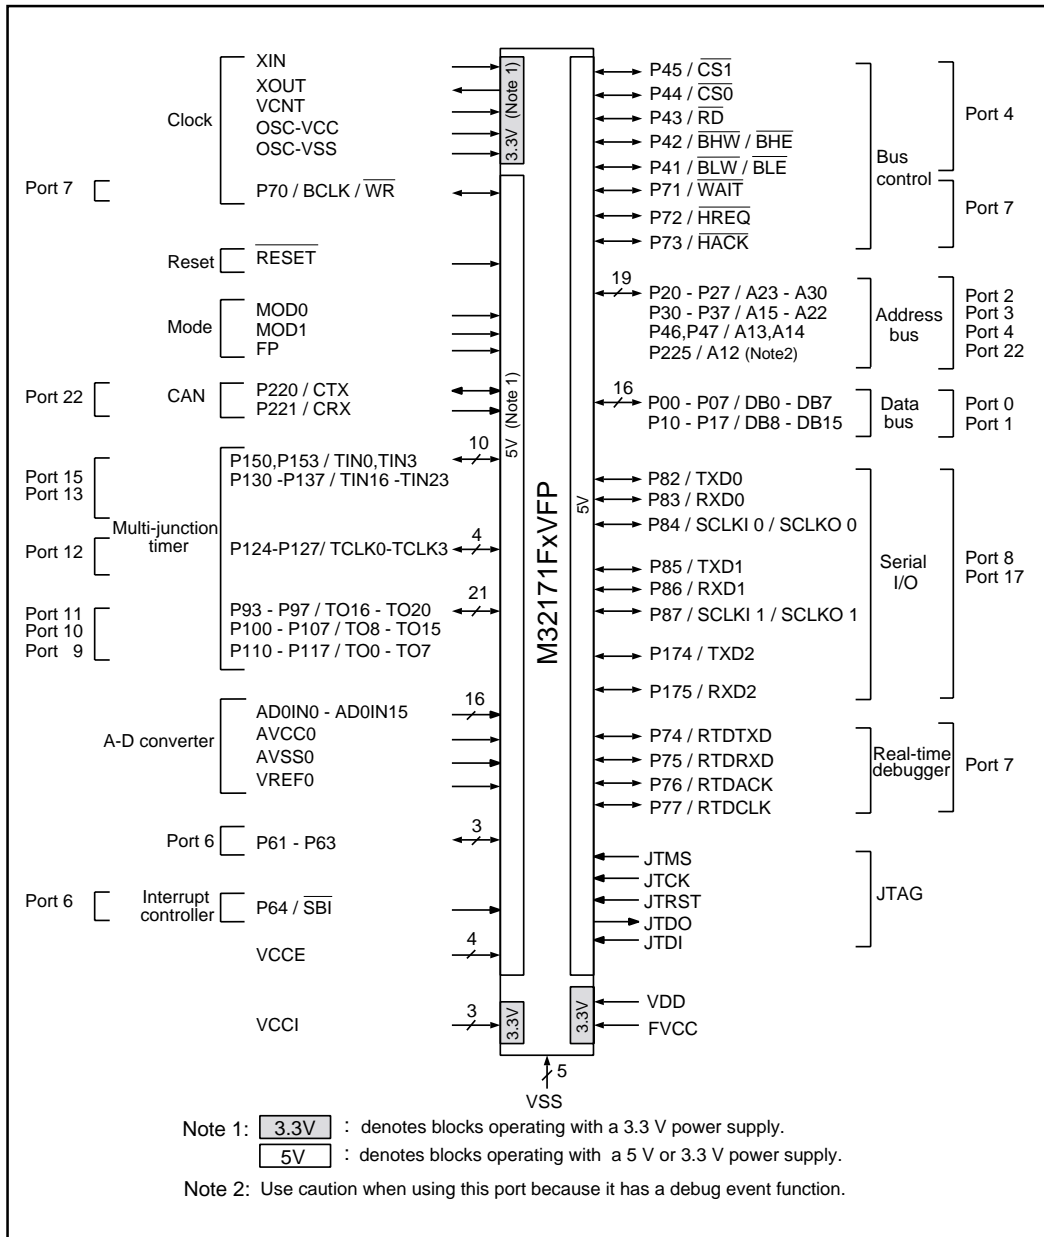 XIN
XOUT
VCNT
OSC-VCC
OSC-VSS
Clock
Port 7
P70 / BCLK / WR
Reset
RESET
MOD0
MOD1
FP
Mode
Port 22
CAN
P220 / CTX
P221 / CRX
10
P150,P153 / TIN0,TIN3
P130 -P137 / TIN16 -TIN23
Port 15
Port 13
Multi-junction
timer
Port 12
P124-P127/ TCLK0-TCLK3
4
Port 11
Port 10
Port 9
21
P93 - P97 / TO16 - TO20
P100 - P107 / TO8 - TO15
P110 - P117 / TO0 - TO7
A-D converter
16
AD0IN0 - AD0IN15
AVCC0
AVSS0
VREF0
Port 6
P61 - P63
3
Port 6
Interrupt
controller
P64 / SBI
VCCE
4
VCCI
3
3.3V (Note 1)
5V (Note 1)
3.3V
M32171FxVFP
5V
3.3V
P45 / CS1
P44 / CS0
P43 / RD
P42 / BHW / BHE
P41 / BLW / BLE
P71 / WAIT
P72 / HREQ
P73 / HACK
Bus
control
Port 4
Port 7
19
P20 - P27 / A23 - A30
P30 - P37 / A15 - A22
P46,P47 / A13,A14
P225 / A12 (Note2)
Address
bus
Port 2
Port 3
Port 4
Port 22
16
P00 - P07 / DB0 - DB7
P10 - P17 / DB8 - DB15
Data
bus
Port 0
Port 1
P82 / TXD0
P83 / RXD0
P84 / SCLKI 0 / SCLKO 0
P85 / TXD1
P86 / RXD1
P87 / SCLKI 1 / SCLKO 1
P174 / TXD2
P175 / RXD2
Serial
I/O
Port 8
Port 17
P74 / RTDTXD
P75 / RTDRXD
P76 / RTDACK
P77 / RTDCLK
Real-time
debugger
Port 7
JTMS
JTCK
JTRST
JTDO
JTDI
JTAG
VDD
FVCC
5
VSS
Note 1: 3.3V : denotes blocks operating with a 3.3 V power supply.
5V : denotes blocks operating with a 5 V or 3.3 V power supply.
Note 2: Use caution when using this port because it has a debug event function.